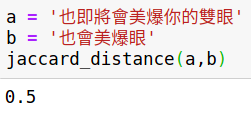 a = '也即將會美爆你的雙眼'
b = '也會美爆眼'
jaccard_distance(a,b)
0.5